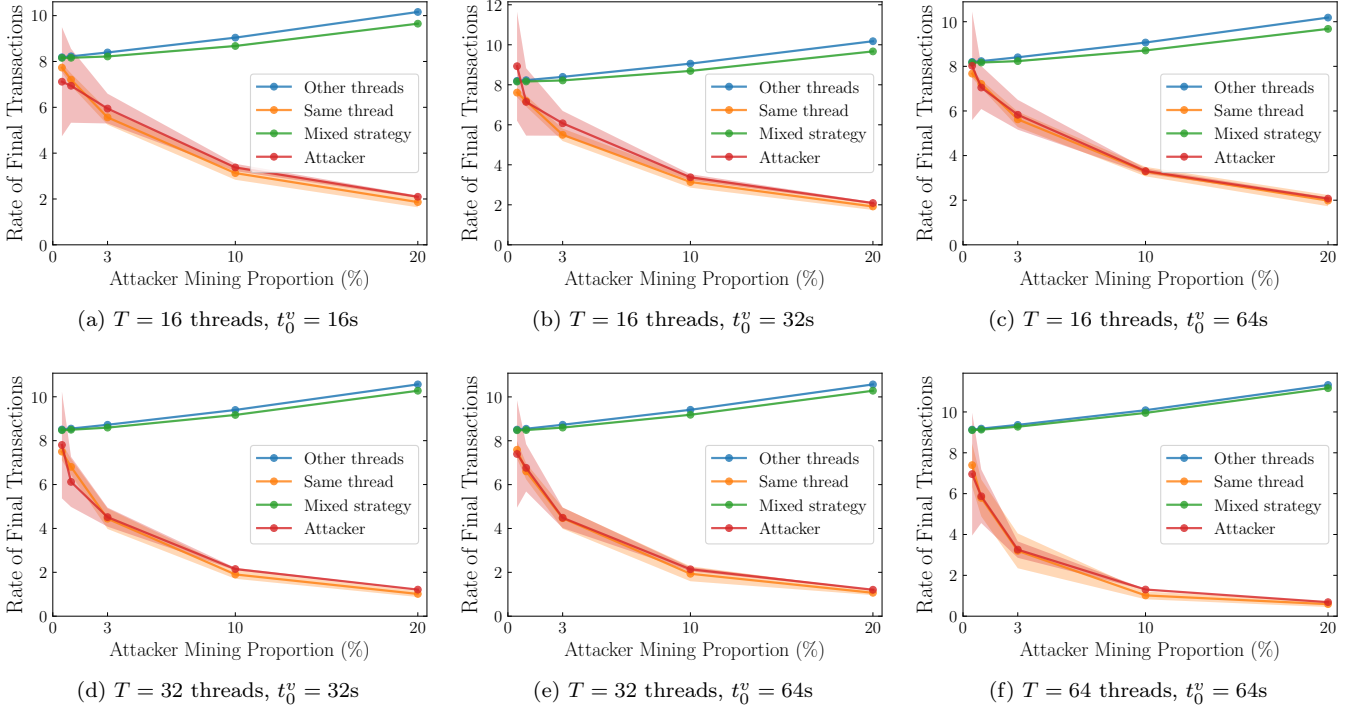 Rate of Final Transactions
10
8
6
4
2
0
Other threads
Same thread
Mixed strategy
Attacker
0 3 10 20
Attacker Mining Proportion (%)
(a) T = 16 threads, t_0^v = 16s
Rate of Final Transactions
12
10
8
6
4
2
0
Other threads
Same thread
Mixed strategy
Attacker
0 3 10 20
Attacker Mining Proportion (%)
(b) T = 16 threads, t_0^v = 32s
Rate of Final Transactions
10
8
6
4
2
0
Other threads
Same thread
Mixed strategy
Attacker
0 3 10 20
Attacker Mining Proportion (%)
(c) T = 16 threads, t_0^v = 64s
Rate of Final Transactions
10
8
6
4
2
0
Other threads
Same thread
Mixed strategy
Attacker
0 3 10 20
Attacker Mining Proportion (%)
(d) T = 32 threads, t_0^v = 32s
Rate of Final Transactions
10
8
6
4
2
0
Other threads
Same thread
Mixed strategy
Attacker
0 3 10 20
Attacker Mining Proportion (%)
(e) T = 32 threads, t_0^v = 64s
Rate of Final Transactions
10
8
6
4
2
0
Other threads
Same thread
Mixed strategy
Attacker
0 3 10 20
Attacker Mining Proportion (%)
(f) T = 64 threads, t_0^v = 64s